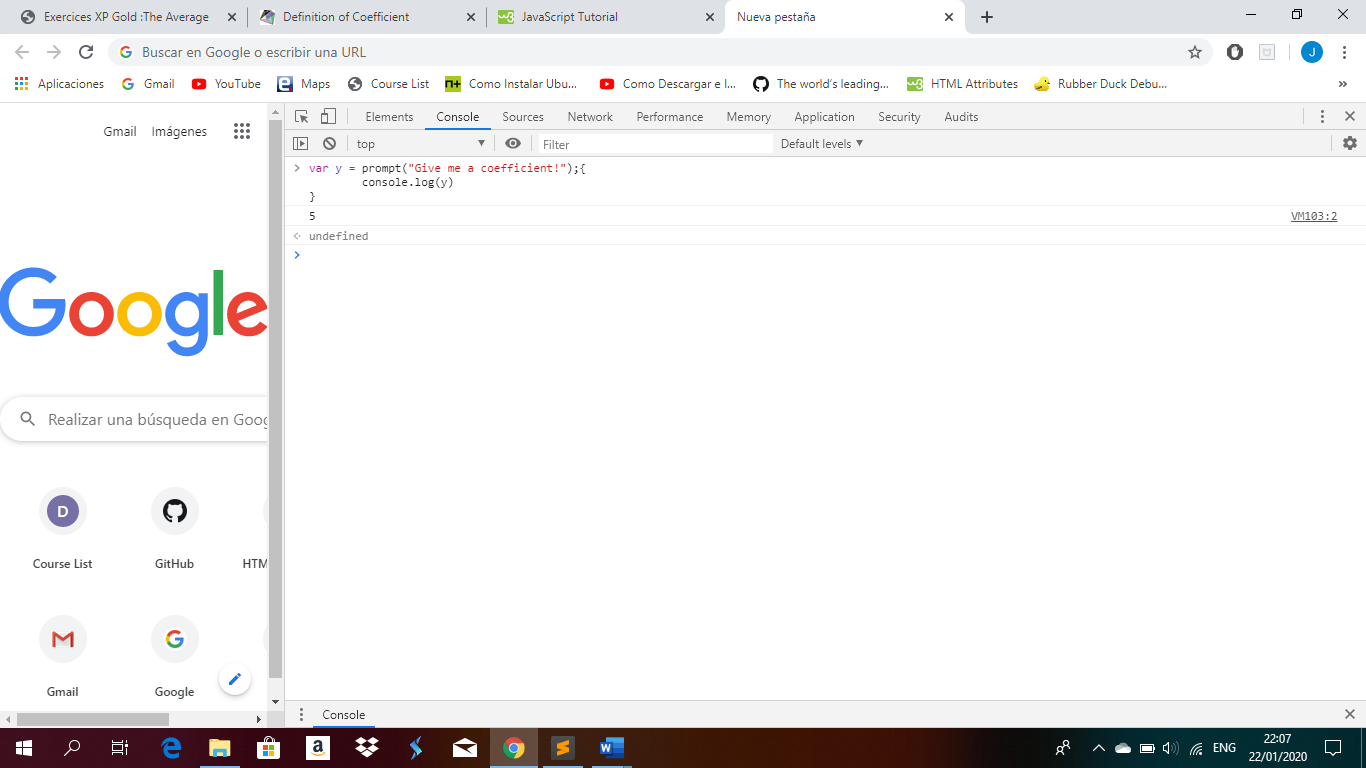 Exercices XP Gold :The Average
Definition of Coefficient
JavaScript Tutorial
Nueva pestaña
Buscar en Google o escribir una URL
J
Aplicaciones
Gmail
YouTube
Maps
Course List
Como Instalar Ubu...
Como Descargar e I...
The world's leading...
HTML Attributes
Rubber Duck Debu...
»
Gmail Imágenes
Elements Console Sources Network Performance Memory Application Security Audits
top
Filter
Default levels
var y = prompt("Give me a coefficient!");{
console.log(y)
}
5
VM103:2
undefined
Google
Realizar una búsqueda en Goog
D
Course List
GitHub
HTM
Gmail
Google
Console
ENG
22:07
22/01/2020